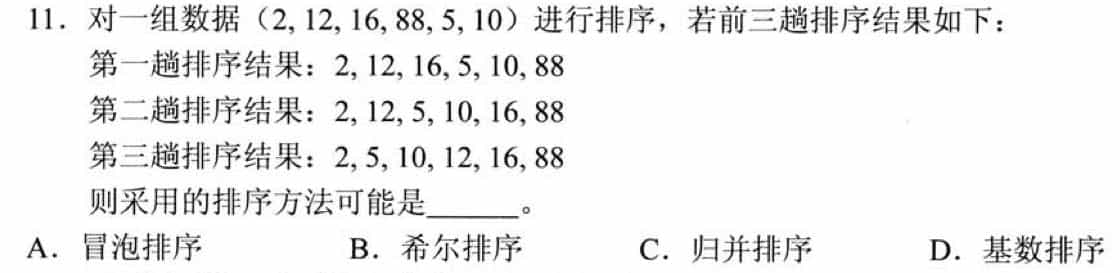 11．对一组数据（2, 12, 16, 88, 5, 10）进行排序，若前三趟排序结果如下：
第一趟排序结果：2, 12, 16, 5, 10, 88
第二趟排序结果：2, 12, 5, 10, 16, 88
第三趟排序结果：2, 5, 10, 12, 16, 88
则采用的排序方法可能是______。
A．冒泡排序 B．希尔排序 C．归并排序 D．基数排序